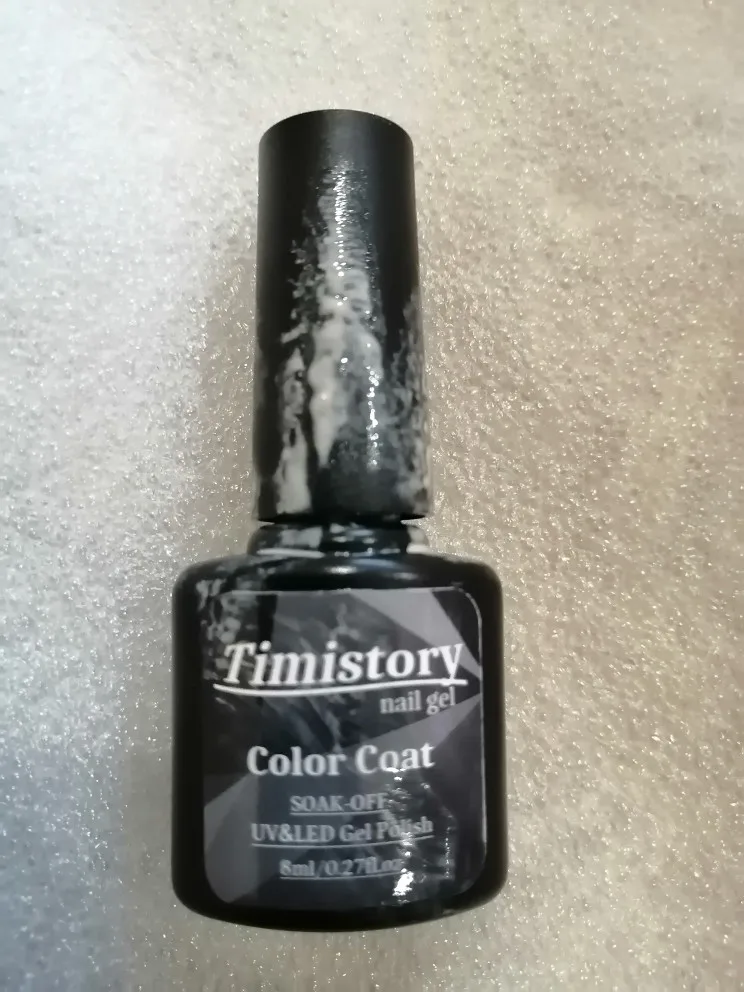 Timistory
nail gel
Color Coat
SOAK-OFF
UV&LED Gel Polish
8ml/0.27fl.oz